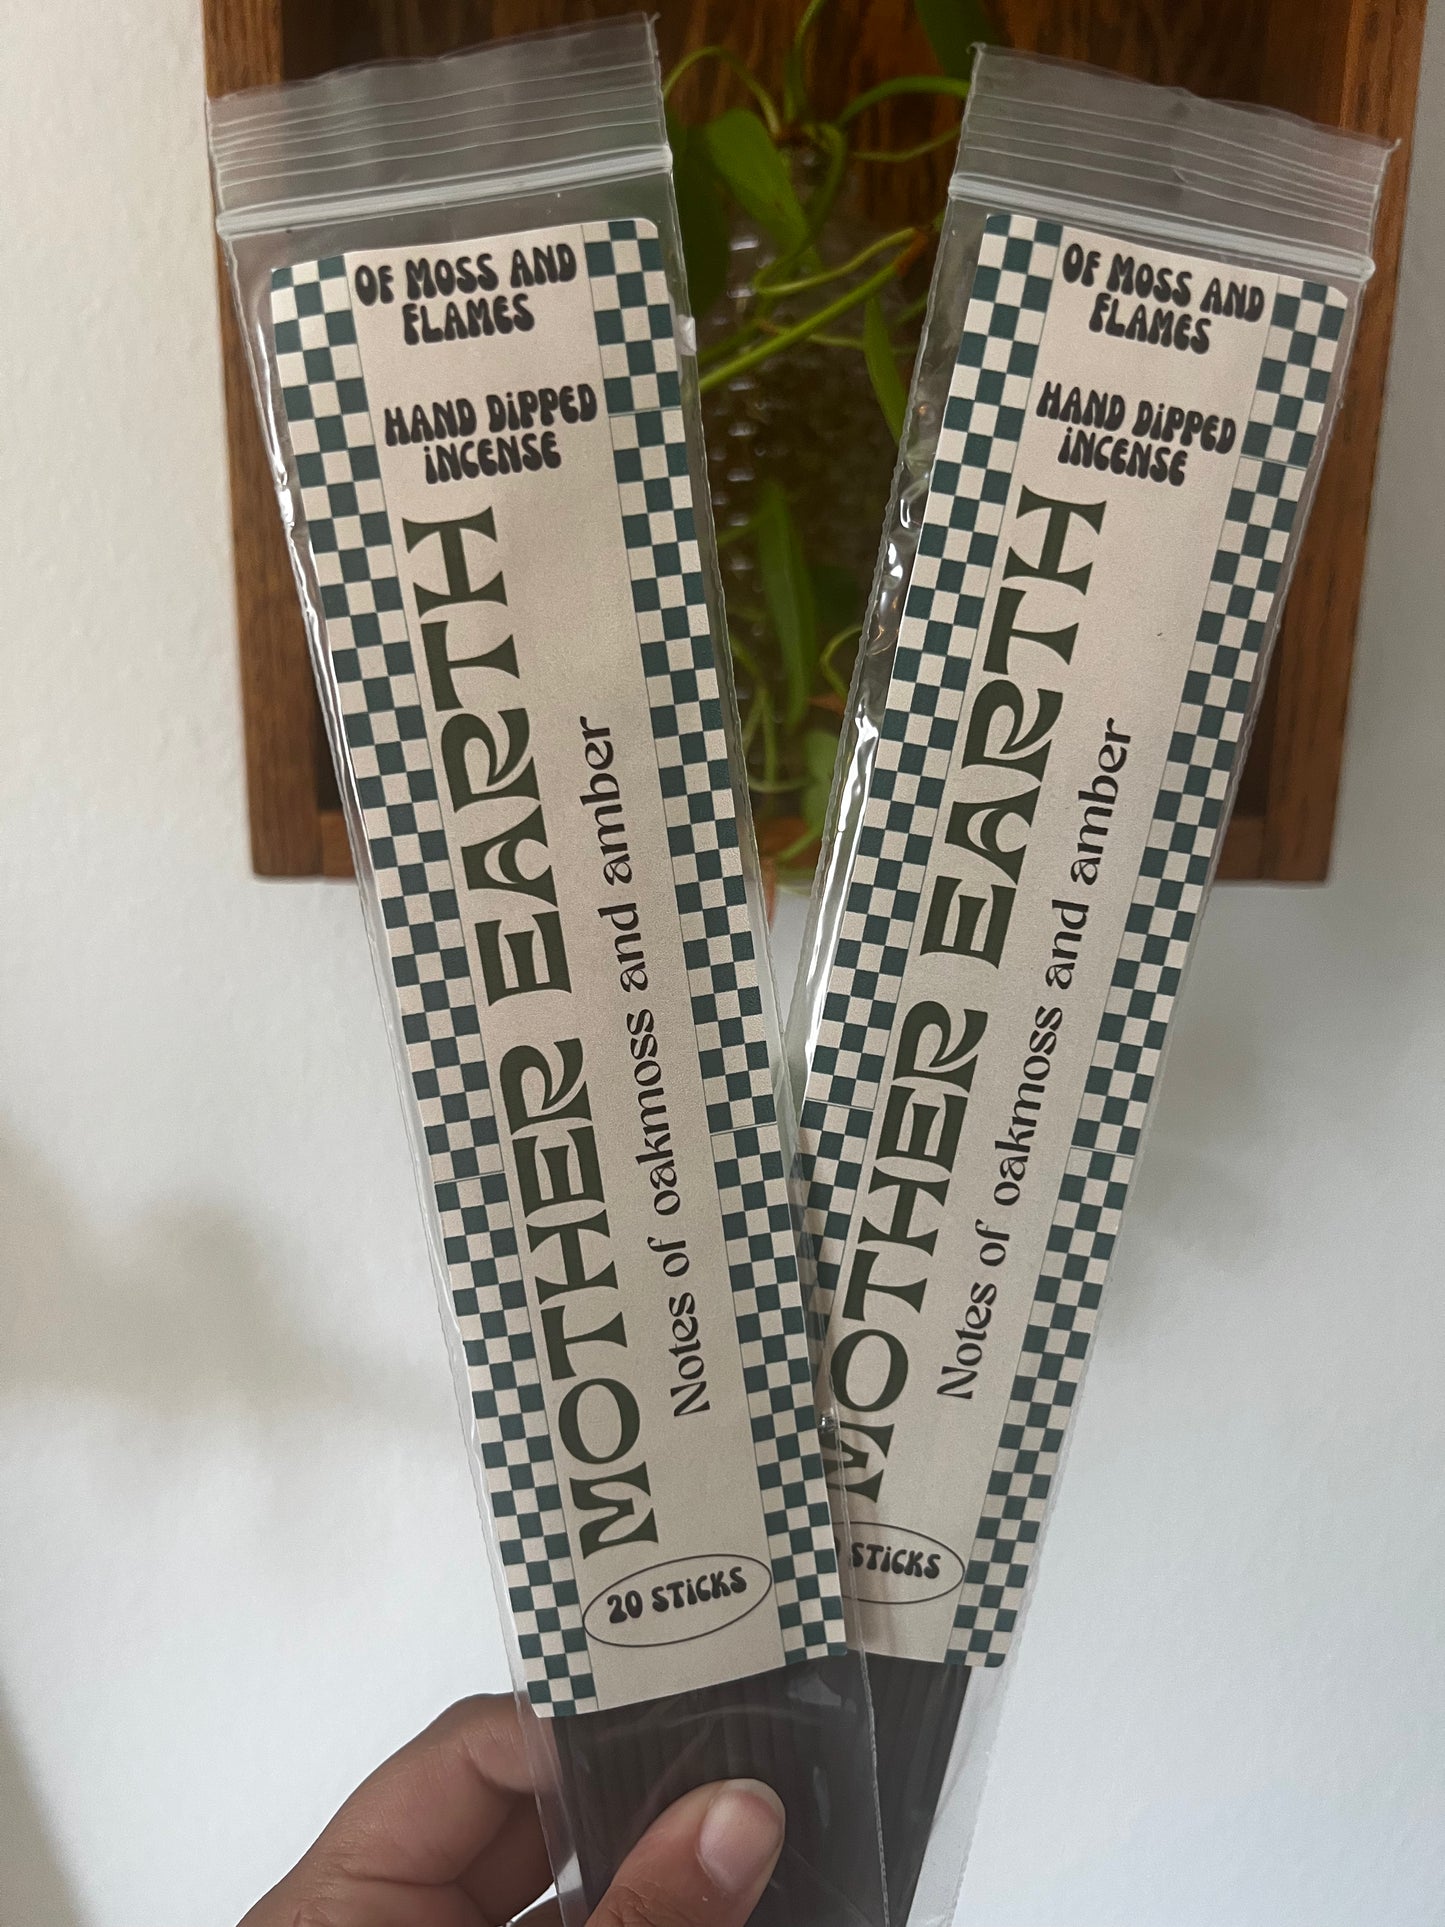 OF MOSS AND
FLAMES
HAND DiPPED
iNCENSE
MOTHER EARTH
Notes of oakmoss and amber
20 STiCKS
OF MOSS AND
FLAMES
HAND DiPPED
iNCENSE
MOTHER EARTH
Notes of oakmoss and amber
STiCKS